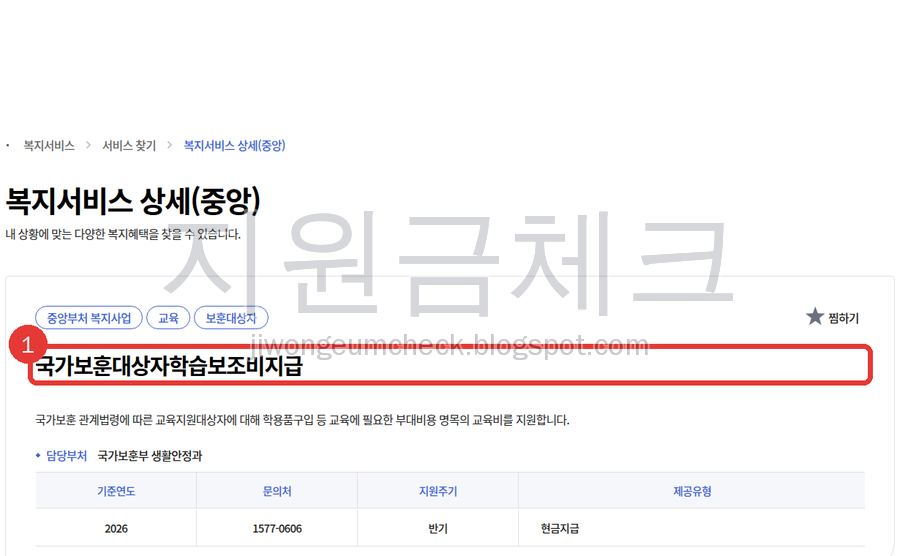 · 복지서비스 > 서비스 찾기 > 복지서비스 상세(중앙)
복지서비스 상세(중앙)
내 상황에 맞는 다양한 복지혜택을 찾을 수 있습니다.
지원금체크
중앙부처 복지사업 교육 보훈대상자 찜하기
jiwongeumcheck.blogspot.com
1
국가보훈대상자학습보조비지급
국가보훈 관계법령에 따른 교육지원대상자에 대해 학용품구입 등 교육에 필요한 부대비용 명목의 교육비를 지원합니다.
담당부처 국가보훈부 생활안정과
기준연도 문의처 지원주기 제공유형
2026 1577-0606 반기 현금지급